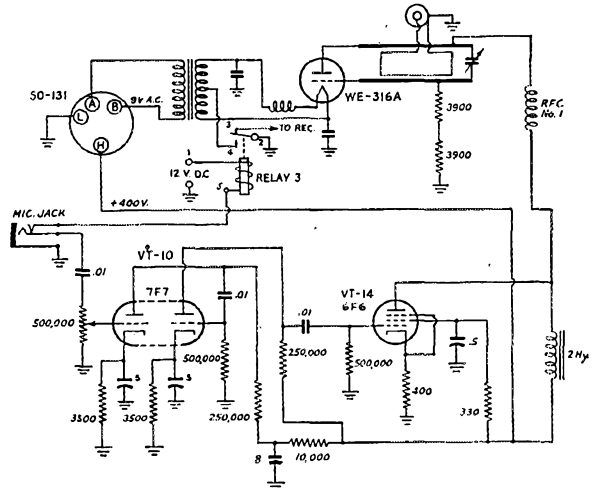 SO-131
A
B
L
H
9V A.C.
WE-316A
3900
3900
R.F.C.
No. 1
TO REC.
3
2
4
1
12 V. D.C
RELAY 3
5
+400V.
MIC. JACK
.01
VT-10
7F7
.01
VT-14
6F6
.01
500,000
500,000
250,000
500,000
.5
2 Hy
.5
.5
3500
3500
250,000
400
330
8
10,000